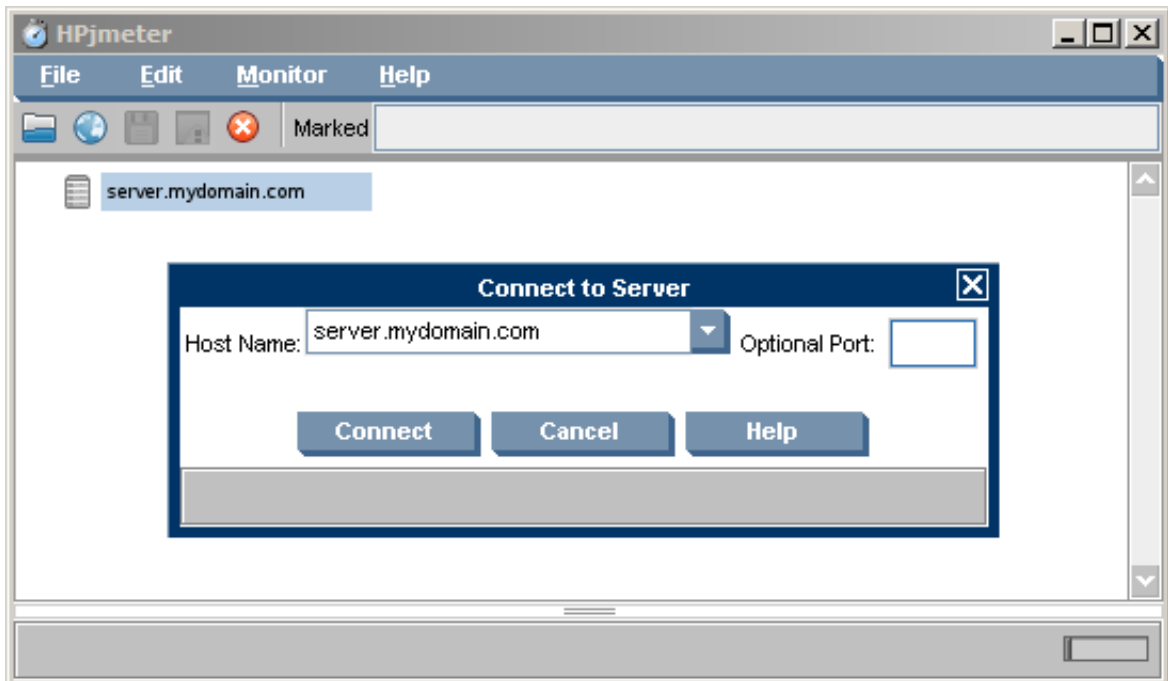 HPjmeter
File Edit Monitor Help
Marked
server.mydomain.com
Connect to Server
Host Name: server.mydomain.com Optional Port:
Connect Cancel Help